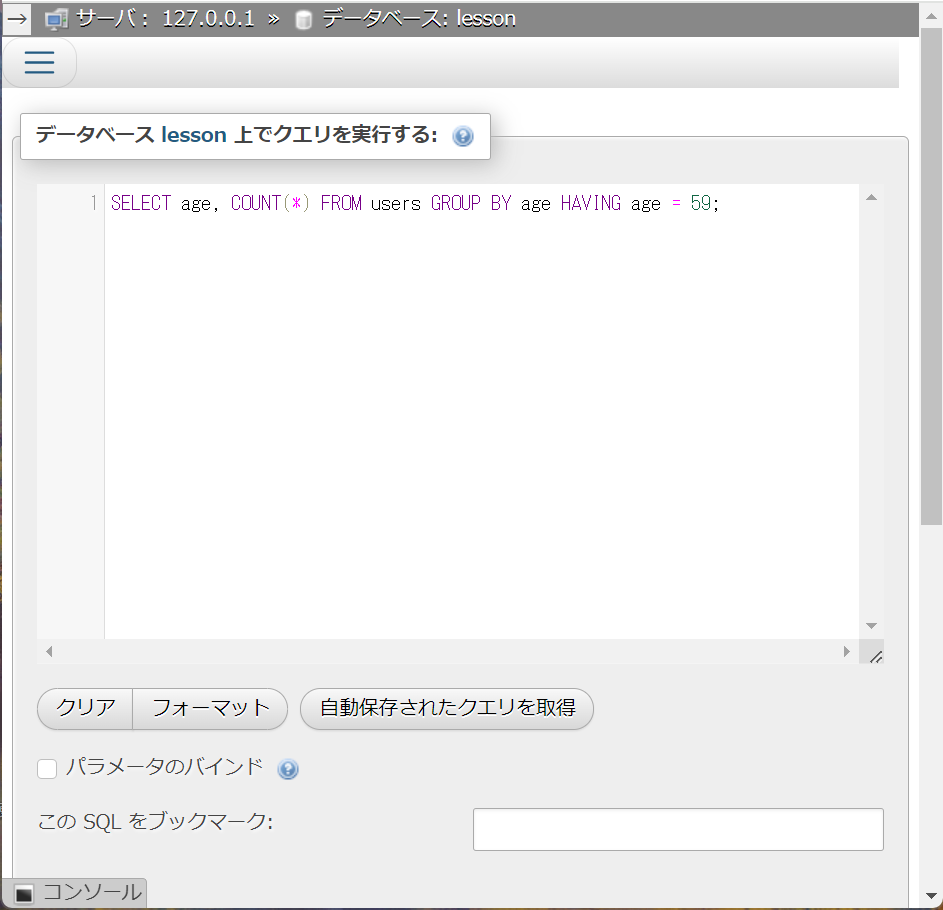 サーバ: 127.0.0.1 » データベース: lesson
データベース lesson 上でクエリを実行する:
1 SELECT age, COUNT(*) FROM users GROUP BY age HAVING age = 59;
クリア フォーマット 自動保存されたクエリを取得
パラメータのバインド
この SQL をブックマーク:
コンソール